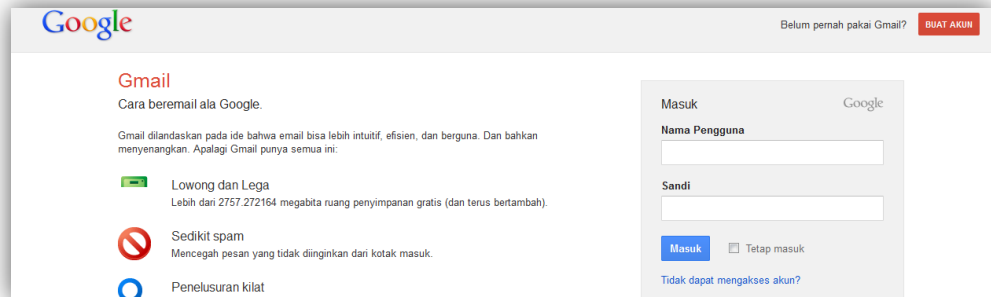 Google
Belum pernah pakai Gmail? BUAT AKUN
Gmail
Cara beremail ala Google.
Gmail dilandaskan pada ide bahwa email bisa lebih intuitif, efisien, dan berguna. Dan bahkan
menyenangkan. Apalagi Gmail punya semua ini:
Lowong dan Lega
Lebih dari 2757.272164 megabita ruang penyimpanan gratis (dan terus bertambah).
Sedikit spam
Mencegah pesan yang tidak diinginkan dari kotak masuk.
Penelusuran kilat
Masuk Google
Nama Pengguna
Sandi
Masuk Tetap masuk
Tidak dapat mengakses akun?